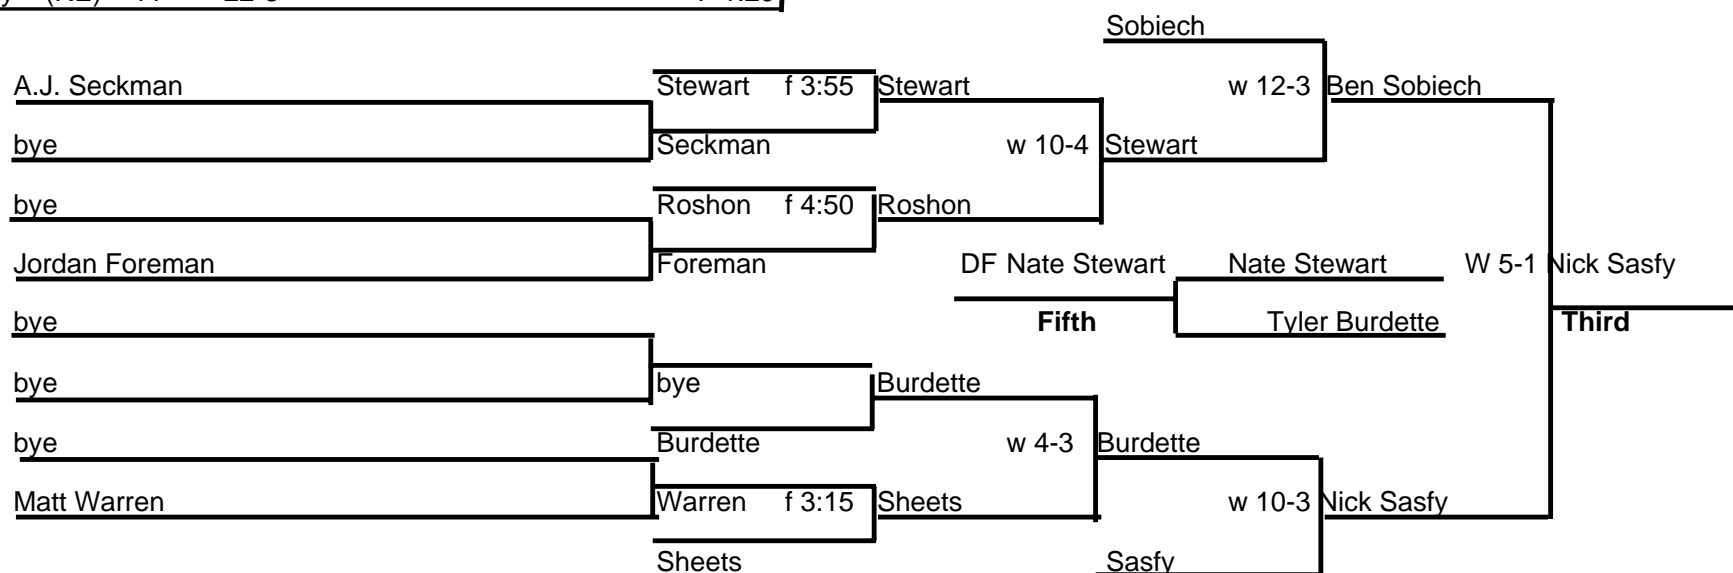 Sobiech
A.J. Seckman Stewart f 3:55 Stewart w 12-3 Ben Sobiech
bye Seckman w 10-4 Stewart
bye Roshon f 4:50 Roshon
Jordan Foreman Foreman DF Nate Stewart Nate Stewart W 5-1 Nick Sasfy
bye Fifth Tyler Burdette Third
bye bye Burdette
bye Burdette w 4-3 Burdette
Matt Warren Warren f 3:15 Sheets w 10-3 Nick Sasfy
Sheets Sasfy